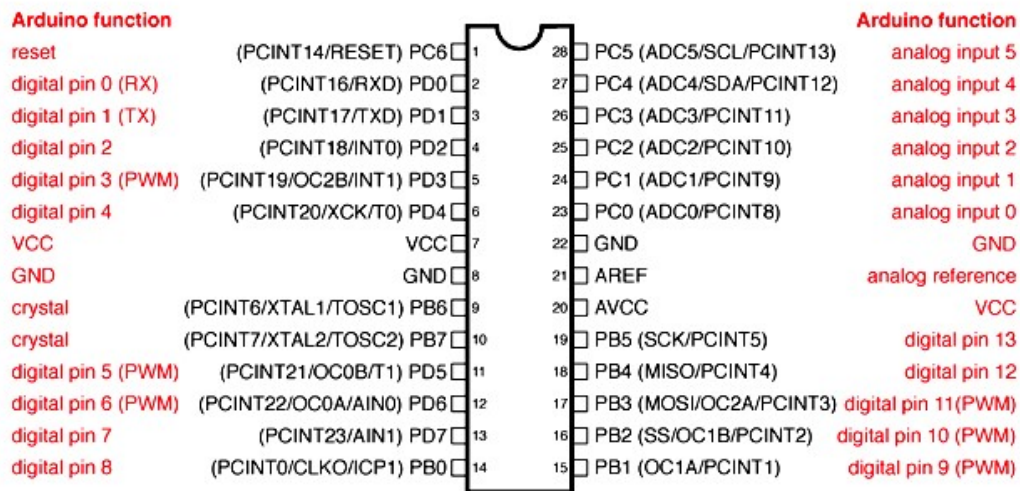 Arduino function Arduino function
reset (PCINT14/RESET) PC6 1 28 PC5 (ADC5/SCL/PCINT13) analog input 5
digital pin 0 (RX) (PCINT16/RXD) PD0 2 27 PC4 (ADC4/SDA/PCINT12) analog input 4
digital pin 1 (TX) (PCINT17/TXD) PD1 3 26 PC3 (ADC3/PCINT11) analog input 3
digital pin 2 (PCINT18/INT0) PD2 4 25 PC2 (ADC2/PCINT10) analog input 2
digital pin 3 (PWM) (PCINT19/OC2B/INT1) PD3 5 24 PC1 (ADC1/PCINT9) analog input 1
digital pin 4 (PCINT20/XCK/T0) PD4 6 23 PC0 (ADC0/PCINT8) analog input 0
VCC VCC 7 22 GND GND
GND GND 8 21 AREF analog reference
crystal (PCINT6/XTAL1/TOSC1) PB6 9 20 AVCC VCC
crystal (PCINT7/XTAL2/TOSC2) PB7 10 19 PB5 (SCK/PCINT5) digital pin 13
digital pin 5 (PWM) (PCINT21/OC0B/T1) PD5 11 18 PB4 (MISO/PCINT4) digital pin 12
digital pin 6 (PWM) (PCINT22/OC0A/AIN0) PD6 12 17 PB3 (MOSI/OC2A/PCINT3) digital pin 11(PWM)
digital pin 7 (PCINT23/AIN1) PD7 13 16 PB2 (SS/OC1B/PCINT2) digital pin 10 (PWM)
digital pin 8 (PCINT0/CLKO/ICP1) PB0 14 15 PB1 (OC1A/PCINT1) digital pin 9 (PWM)